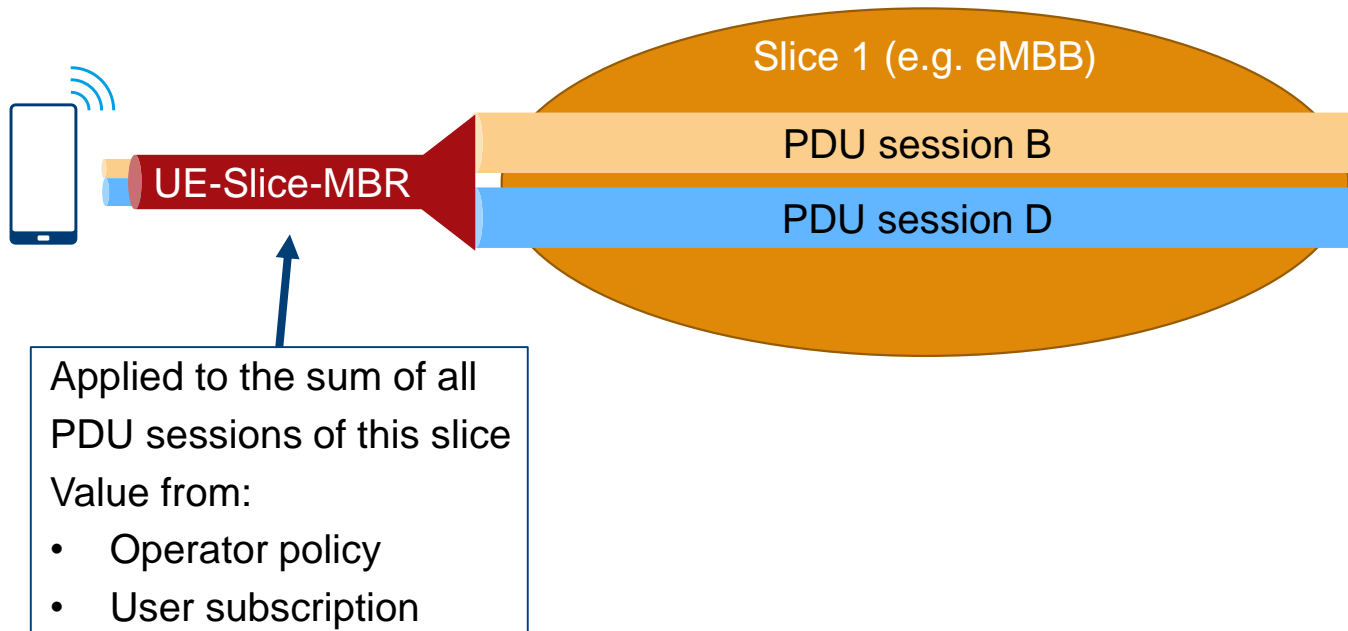 Slice 1 (e.g. eMBB)
PDU session B
UE-Slice-MBR
PDU session D
Applied to the sum of all
PDU sessions of this slice
Value from:
• Operator policy
• User subscription